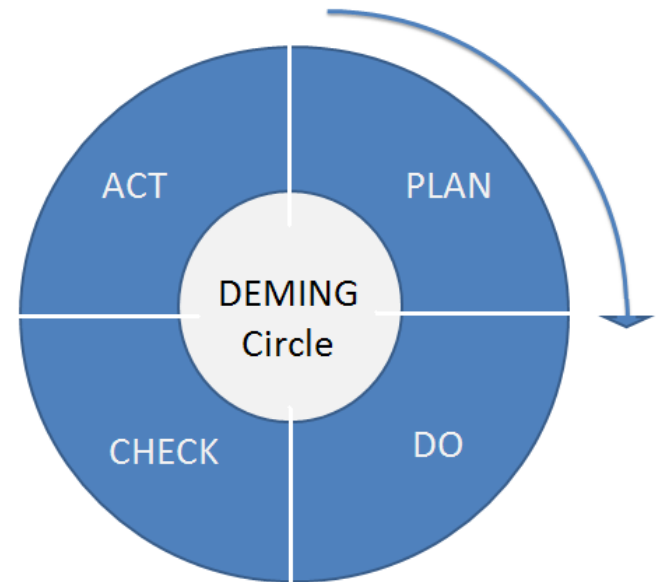 ACT
PLAN
DEMING
Circle
CHECK
DO